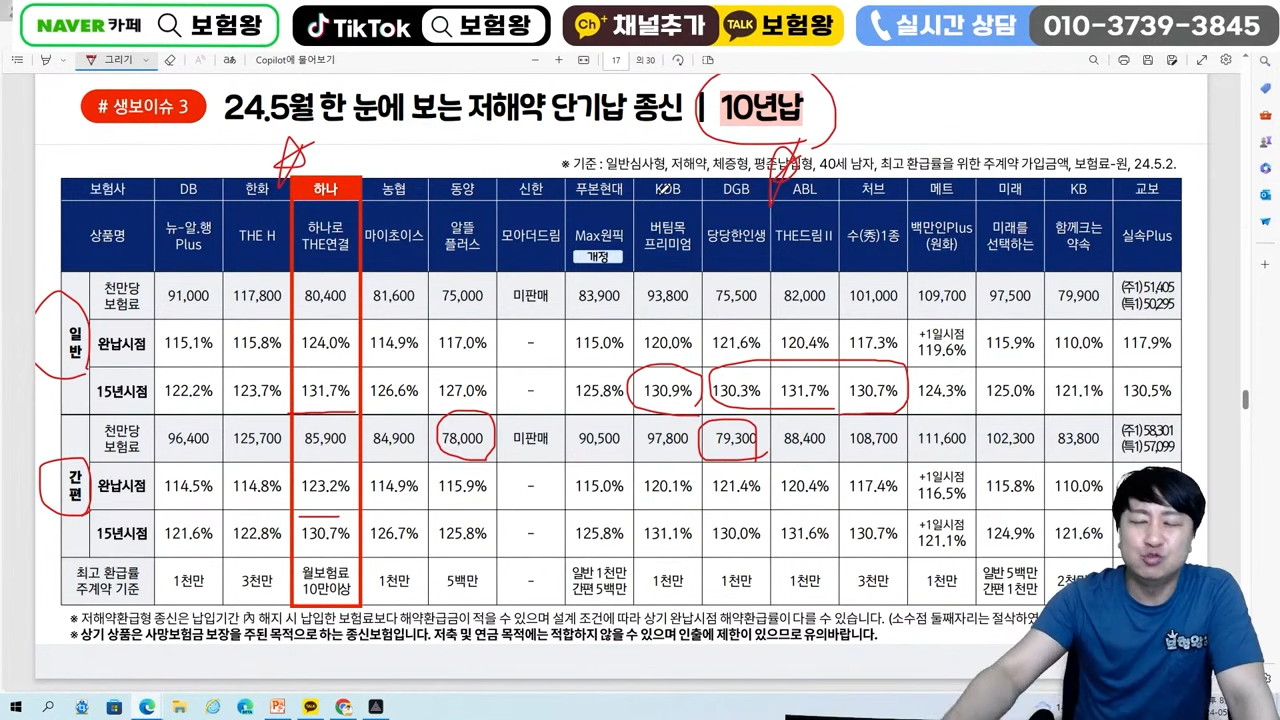 NAVER 카페 보험왕 TikTok 보험왕 Ch+ 채널추가 TALK 보험왕 실시간 상담 010-3739-3845
그리기 가あ Copilot에 물어보기 17 의 30
# 생보이슈 3 24.5월 한 눈에 보는 저해약 단기납 종신 | 10년납
※ 기준 : 일반심사형, 저해약, 체증형, 평준납입형, 40세 남자, 최고 환급률을 위한 주계약 가입금액, 보험료-원, 24.5.2.
보험사 DB 한화 하나 농협 동양 신한 푸본현대 KDB DGB ABL 처브 메트 미래 KB 교보
상품명 뉴-알.행 Plus THE H 하나로 THE연결 마이초이스 알뜰 플러스 모아더드림 Max원픽 개정 버팀목 프리미엄 당당한인생 THE드림Ⅱ 수(秀)1종 백만인Plus (원화) 미래를 선택하는 함께크는 약속 실속Plus
일반 천만당 보험료 91,000 117,800 80,400 81,600 75,000 미판매 83,900 93,800 75,500 82,000 101,000 109,700 97,500 79,900 (주1)51,405 (특1)50,295
완납시점 115.1% 115.8% 124.0% 114.9% 117.0% - 115.0% 120.0% 121.6% 120.4% 117.3% +1일시점 119.6% 115.9% 110.0% 117.9%
15년시점 122.2% 123.7% 131.7% 126.6% 127.0% - 125.8% 130.9% 130.3% 131.7% 130.7% 124.3% 125.0% 121.1% 130.5%
간편 천만당 보험료 96,400 125,700 85,900 84,900 78,000 미판매 90,500 97,800 79,300 88,400 108,700 111,600 102,300 83,800 (주1)58,301 (특1)57,099
완납시점 114.5% 114.8% 123.2% 114.9% 115.9% - 115.0% 120.1% 121.4% 120.4% 117.4% +1일시점 116.5% 115.8% 110.0%
15년시점 121.6% 122.8% 130.7% 126.7% 125.8% - 125.8% 131.1% 130.0% 131.6% 130.7% +1일시점 121.1% 124.9% 121.6%
최고 환급률 주계약 기준 1천만 3천만 월보험료 10만이상 1천만 5백만 - 일반 1천만 간편 5백만 1천만 1천만 1천만 3천만 1천만 일반 5백만 간편 1천만
※ 저해약환급형 종신은 납입기간 內 해지 시 납입한 보험료보다 해약환급금이 적을 수 있으며 설계 조건에 따라 상기 완납시점 해약환급률이 다를 수 있습니다. (소수점 둘째자리는 절삭하였
※ 상기 상품은 사망보험금 보장을 주된 목적으로 하는 종신보험입니다. 저축 및 연금 목적에는 적합하지 않을 수 있으며 인출에 제한이 있으므로 유의바랍니다.
보험왕